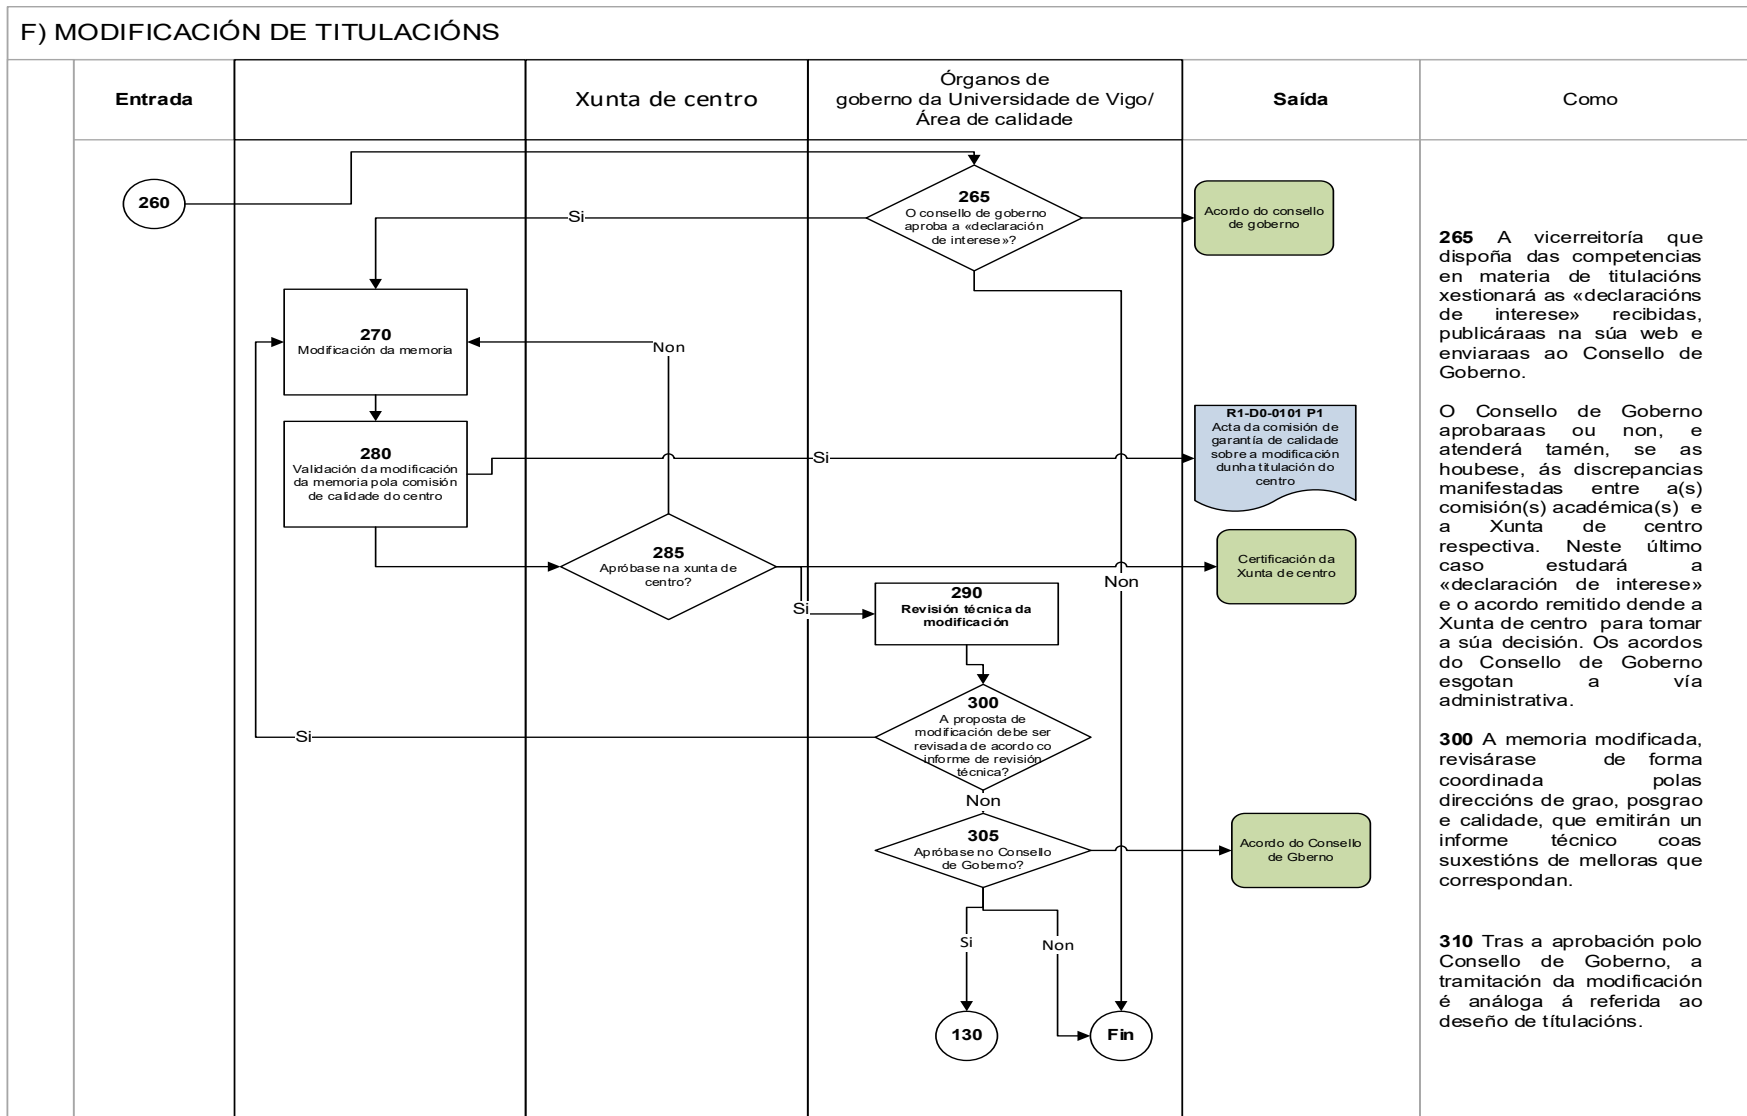 F) MODIFICACIÓN DE TITULACIÓNS
Entrada
Xunta de centro
Órganos de
goberno da Universidade de Vigo/
Área de calidade
Saída
Como
260
265
O consello de goberno
aproba a «declaración
de interese»?
Si
Non
Acordo do consello
de goberno
270
Modificación da memoria
Non
280
Validación da modificación
da memoria pola comisión
de calidade do centro
Si
R1-D0-0101 P1
Acta da comisión de
garantía de calidade
sobre a modificación
dunha titulación do
centro
285
Apróbase na xunta de
centro?
Si
Certificación da
Xunta de centro
290
Revisión técnica da
modificación
300
A proposta de
modificación debe ser
revisada de acordo co
informe de revisión
técnica?
Si
Non
305
Apróbase no Consello
de Goberno?
Acordo do Consello
de Gberno
Si
Non
130
Fin
265 A vicerreitoría que
dispoña das competencias
en materia de titulacións
xestionará as «declaracións
de interese» recibidas,
publicáraas na súa web e
enviaraas ao Consello de
Goberno.
O Consello de Goberno
aprobaraas ou non, e
atenderá tamén, se as
houbese, ás discrepancias
manifestadas entre a(s)
comisión(s) académica(s) e
a Xunta de centro
respectiva. Neste último
caso estudará a
«declaración de interese»
e o acordo remitido dende a
Xunta de centro para tomar
a súa decisión. Os acordos
do Consello de Goberno
esgotan a vía
administrativa.
300 A memoria modificada,
revisárase de forma
coordinada polas
direccións de grao, posgrao
e calidade, que emitirán un
informe técnico coas
suxestións de melloras que
correspondan.
310 Tras a aprobación polo
Consello de Goberno, a
tramitación da modificación
é análoga á referida ao
deseño de títulacións.